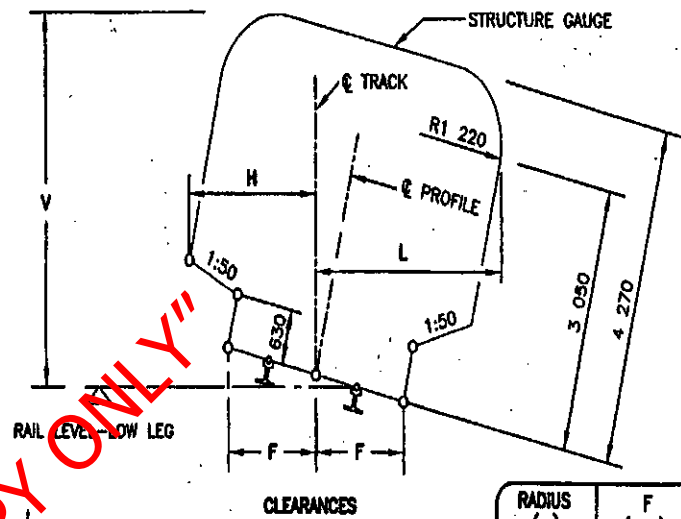 STRUCTURE GAUGE
℄ TRACK
R1 220
H
V
℄ PROFILE
L
1:50
1:50
630
3 050
4 270
RAIL LEVEL-LOW LEG
F
F
PY ONLY"
CLEARANCES
RADIUS
F